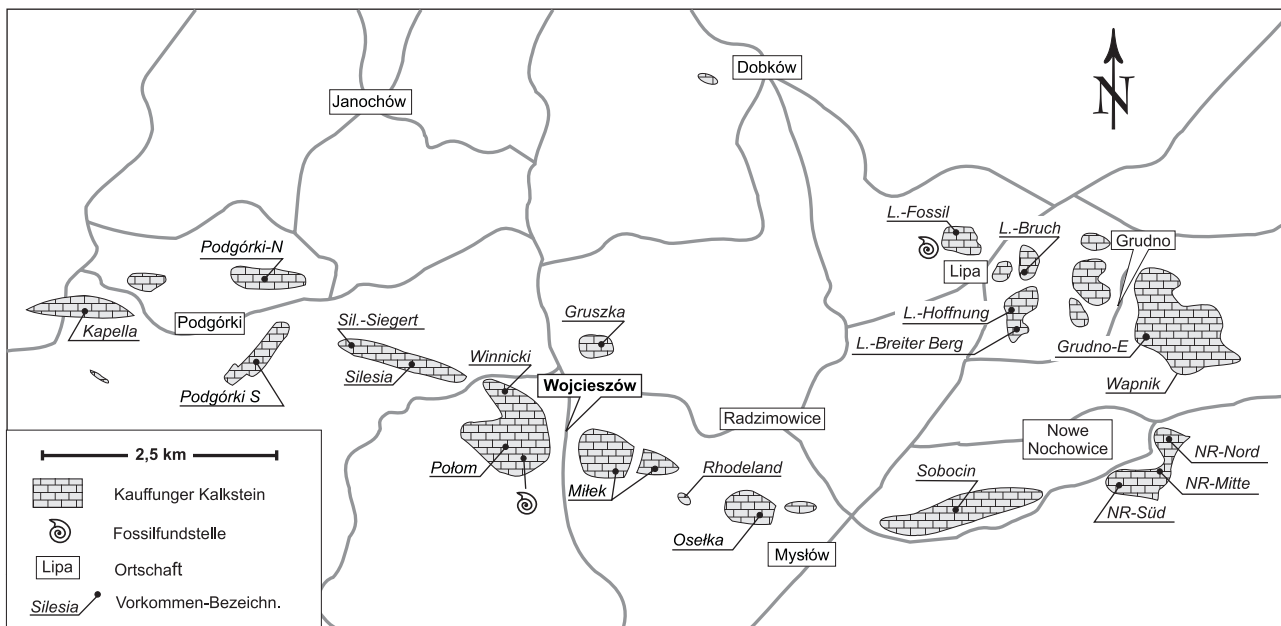 Dobków
Janochów
N
L.-Fossil
L.-Bruch
Grudno
Podgórki-N
Lipa
Kapella
Podgórki
Sil.-Siegert
Gruszka
L.-Hoffnung
L.-Breiter Berg
Grudno-E
Winnicki
Silesia
Podgórki S
Wojcieszów
Wapnik
Radzimowice
Nowe
Nochowice
NR-Nord
Połom
Miłek
Rhodeland
Sobocin
NR-Mitte
NR-Süd
Osełka
Mysłów
2,5 km
Kauffunger Kalkstein
Fossilfundstelle
Lipa Ortschaft
Silesia Vorkommen-Bezeichn.